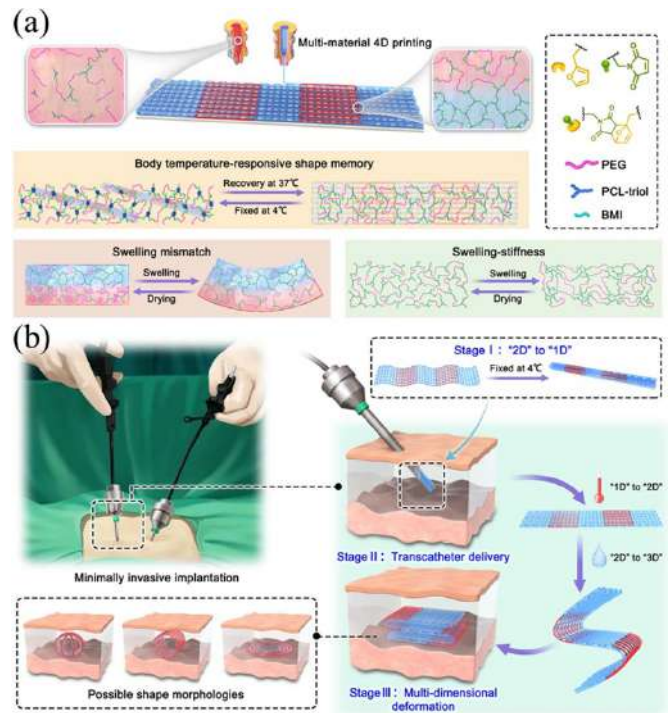 (a)
Multi-material 4D printing
PEG
PCL-triol
BMI
Body temperature-responsive shape memory
Recovery at 37℃
Fixed at 4℃
Swelling mismatch
Swelling
Drying
Swelling-stiffness
Swelling
Drying
(b)
Stage Ⅰ: "2D" to "1D"
Fixed at 4℃
"1D" to "2D"
Stage Ⅱ: Transcatheter delivery
"2D" to "3D"
Minimally invasive implantation
Possible shape morphologies
Stage Ⅲ: Multi-dimensional
deformation